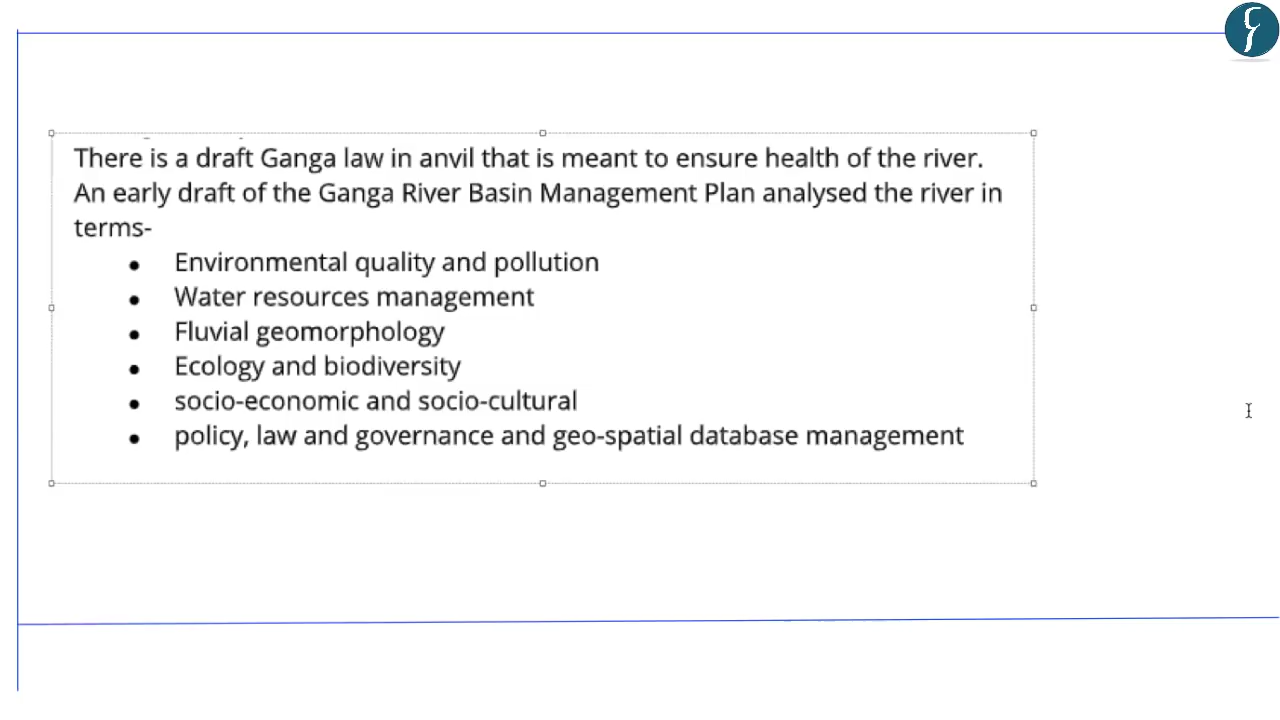 There is a draft Ganga law in anvil that is meant to ensure health of the river.
An early draft of the Ganga River Basin Management Plan analysed the river in
terms-
● Environmental quality and pollution
● Water resources management
● Fluvial geomorphology
● Ecology and biodiversity
● socio-economic and socio-cultural
● policy, law and governance and geo-spatial database management